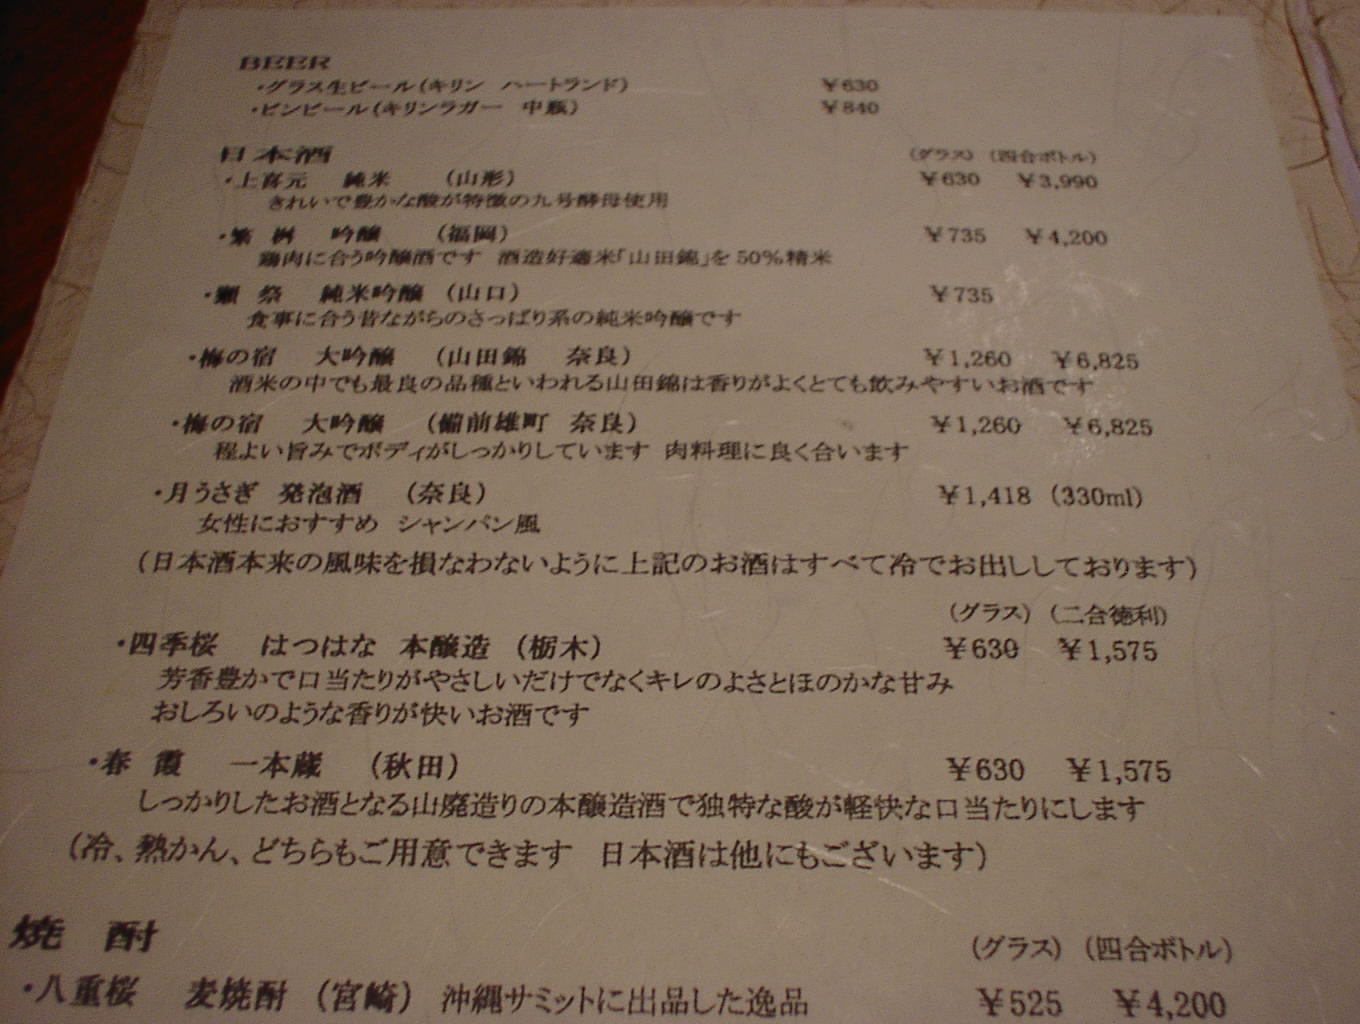 BEER
・グラス生ビール(キリン ハートランド) ￥630
・ビンビール(キリンラガー 中瓶) ￥840
日本酒 (グラス) (四合ボトル)
・上喜元 純米 (山形) ￥630 ￥3,990
きれいで豊かな酸が特徴の九号酵母使用
・繁桝 吟醸 (福岡) ￥735 ￥4,200
鶏肉に合う吟醸酒です 酒造好適米「山田錦」を50%精米
・獺祭 純米吟醸 (山口) ￥735
食事に合う昔ながらのさっぱり系の純米吟醸です
・梅の宿 大吟醸 (山田錦 奈良) ￥1,260 ￥6,825
酒米の中でも最良の品種といわれる山田錦は香りがよくとても飲みやすいお酒です
・梅の宿 大吟醸 (備前雄町 奈良) ￥1,260 ￥6,825
程よい旨みでボディがしっかりしています 肉料理に良く合います
・月うさぎ 発泡酒 (奈良) ￥1,418 (330ml)
女性におすすめ シャンパン風
(日本酒本来の風味を損なわないように上記のお酒はすべて冷でお出ししております)
(グラス) (二合徳利)
・四季桜 はつはな 本醸造 (栃木) ￥630 ￥1,575
芳香豊かで口当たりがやさしいだけでなくキレのよさとほのかな甘み
おしろいのような香りが快いお酒です
・春霞 一本蔵 (秋田) ￥630 ￥1,575
しっかりしたお酒となる山廃造りの本醸造酒で独特な酸が軽快な口当たりにします
(冷、熱かん、どちらもご用意できます 日本酒は他にもございます)
焼酎 (グラス) (四合ボトル)
・八重桜 麦焼酎 (宮崎) 沖縄サミットに出品した逸品 ￥525 ￥4,200